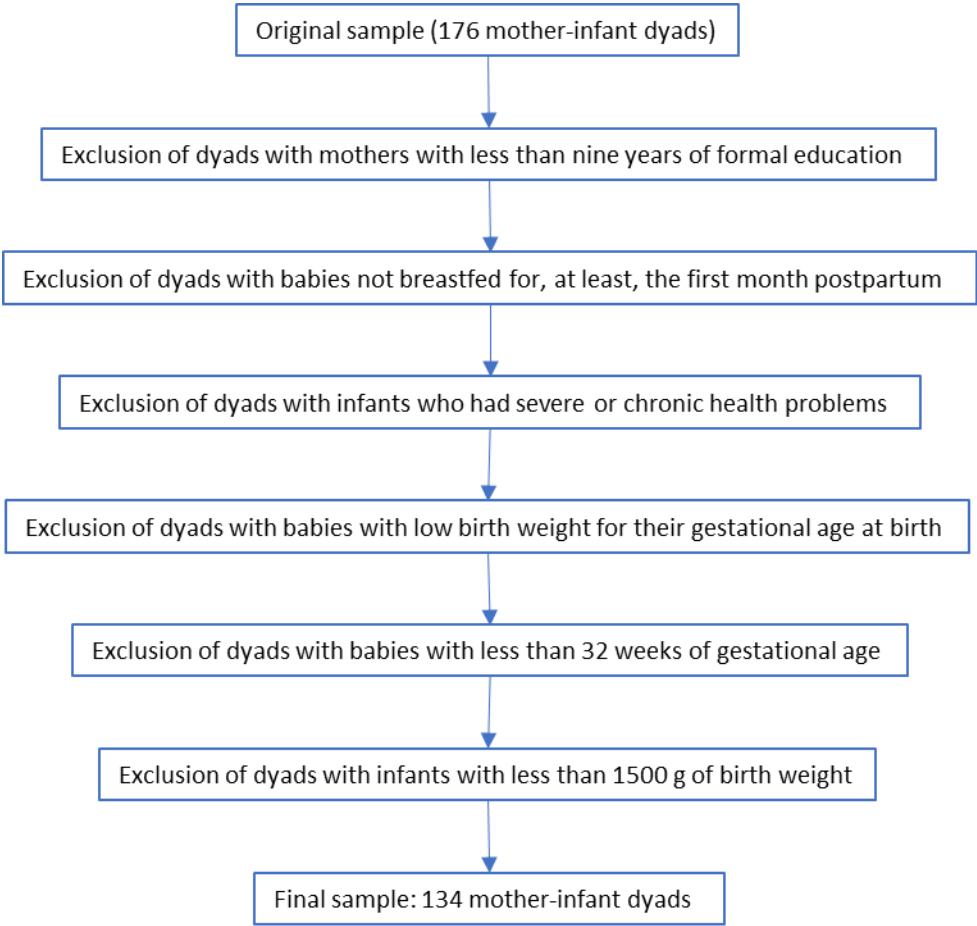 Original sample (176 mother-infant dyads)
Exclusion of dyads with mothers with less than nine years of formal education
Exclusion of dyads with babies not breastfed for, at least, the first month postpartum
Exclusion of dyads with infants who had severe or chronic health problems
Exclusion of dyads with babies with low birth weight for their gestational age at birth
Exclusion of dyads with babies with less than 32 weeks of gestational age
Exclusion of dyads with infants with less than 1500 g of birth weight
Final sample: 134 mother-infant dyads